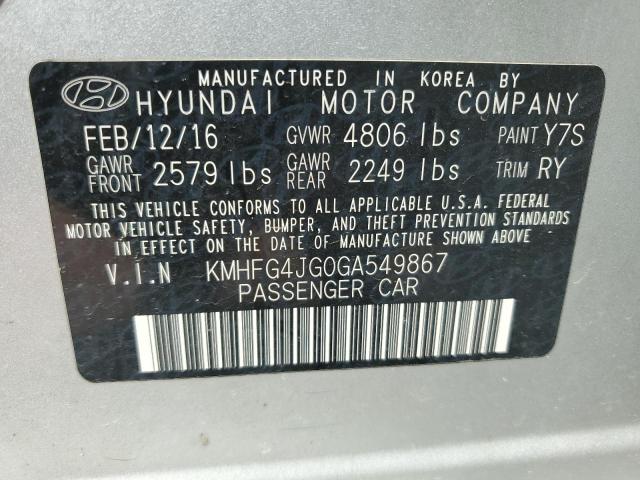 MANUFACTURED IN KOREA BY
HYUNDAI MOTOR COMPANY
FEB/12/16 GVWR 4806 lbs PAINT Y7S
GAWR FRONT 2579 lbs GAWR REAR 2249 lbs TRIM RY
THIS VEHICLE CONFORMS TO ALL APPLICABLE U.S.A. FEDERAL
MOTOR VEHICLE SAFETY, BUMPER, AND THEFT PREVENTION STANDARDS
IN EFFECT ON THE DATE OF MANUFACTURE SHOWN ABOVE.
V.I.N KMHFG4JG0GA549867
PASSENGER CAR